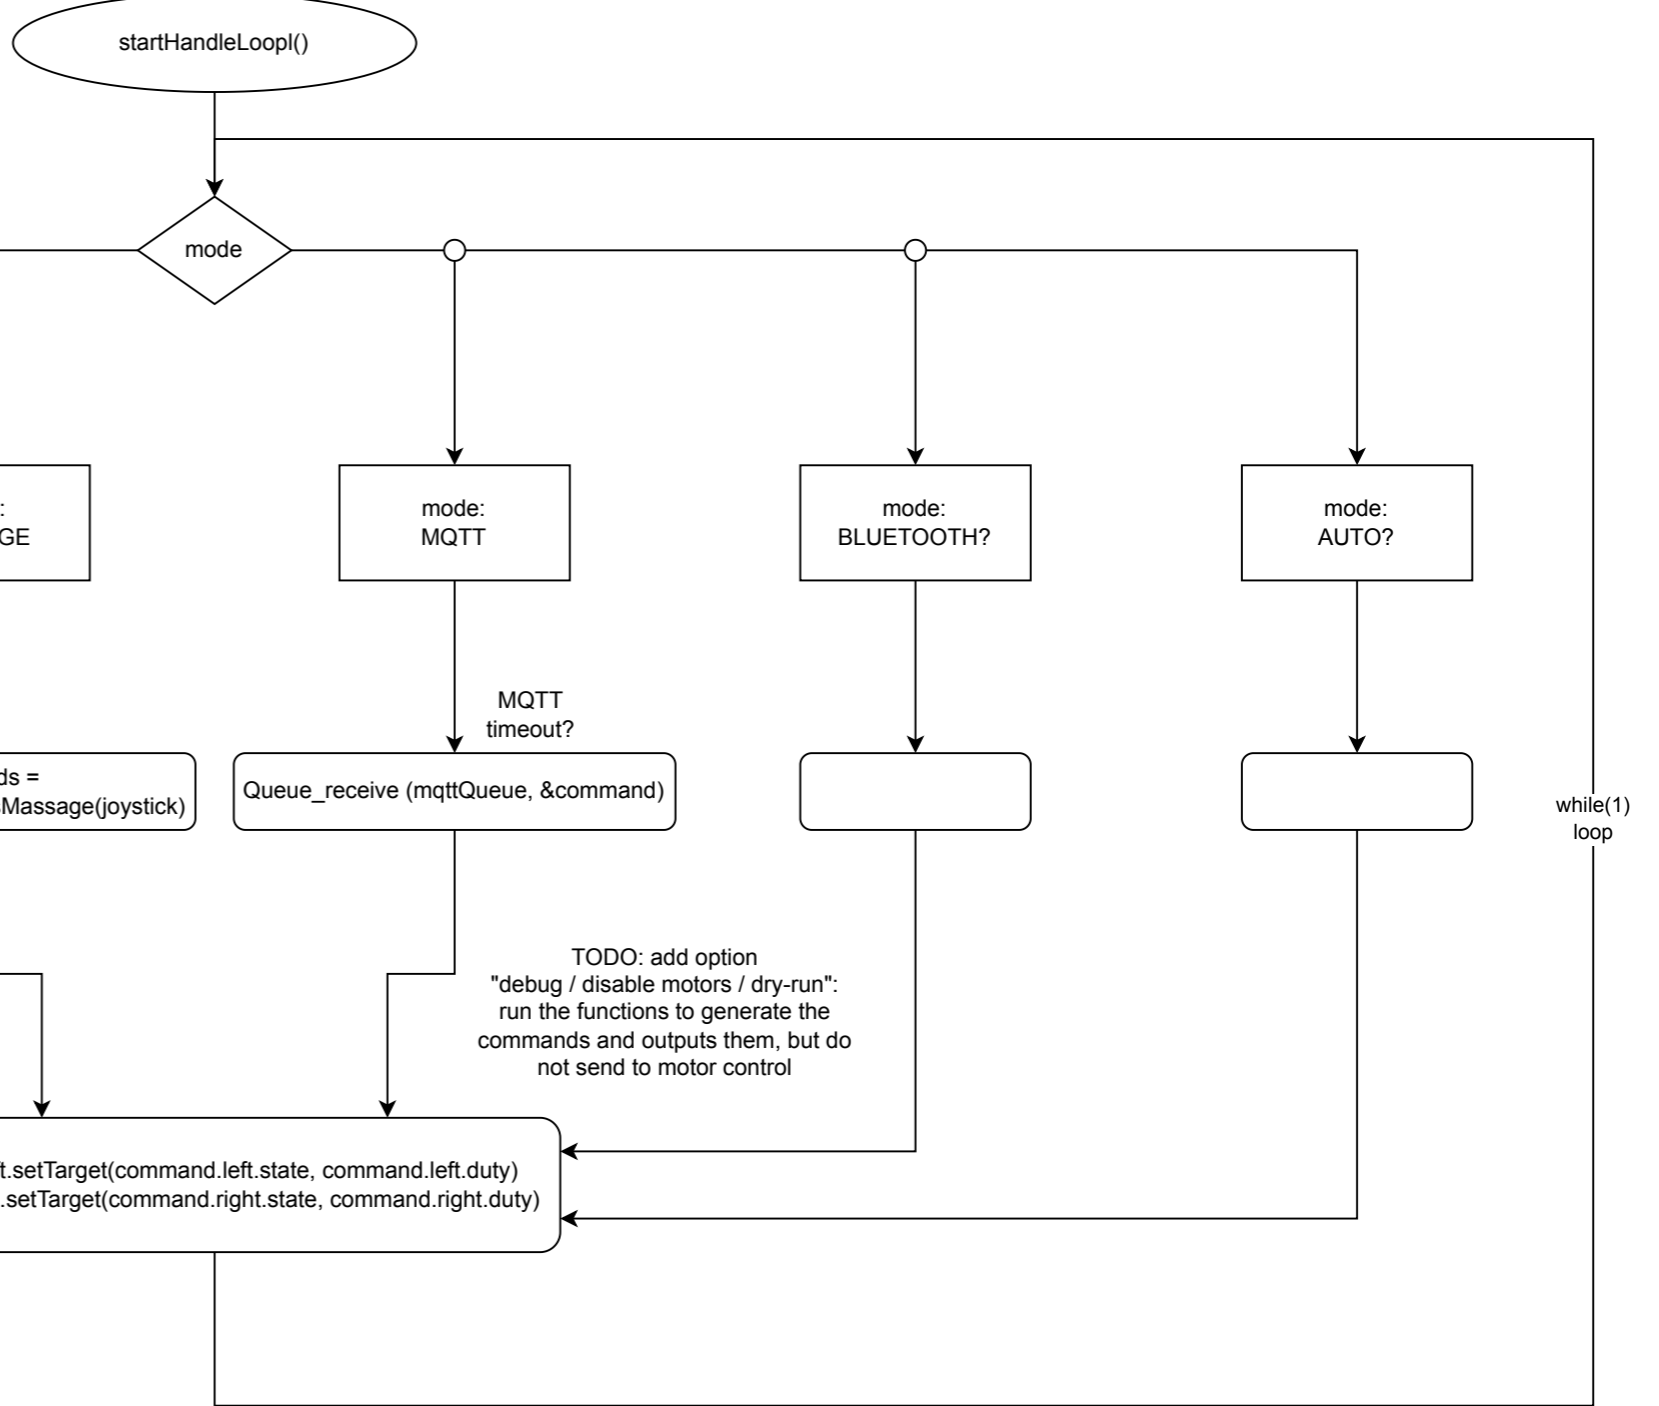 startHandleLoopl()
mode
:
GE
mode:
MQTT
mode:
BLUETOOTH?
mode:
AUTO?
MQTT
timeout?
ds =
sMassage(joystick)
Queue_receive (mqttQueue, &command)
while(1)
loop
TODO: add option
"debug / disable motors / dry-run":
run the functions to generate the
commands and outputs them, but do
not send to motor control
t.setTarget(command.left.state, command.left.duty)
.setTarget(command.right.state, command.right.duty)